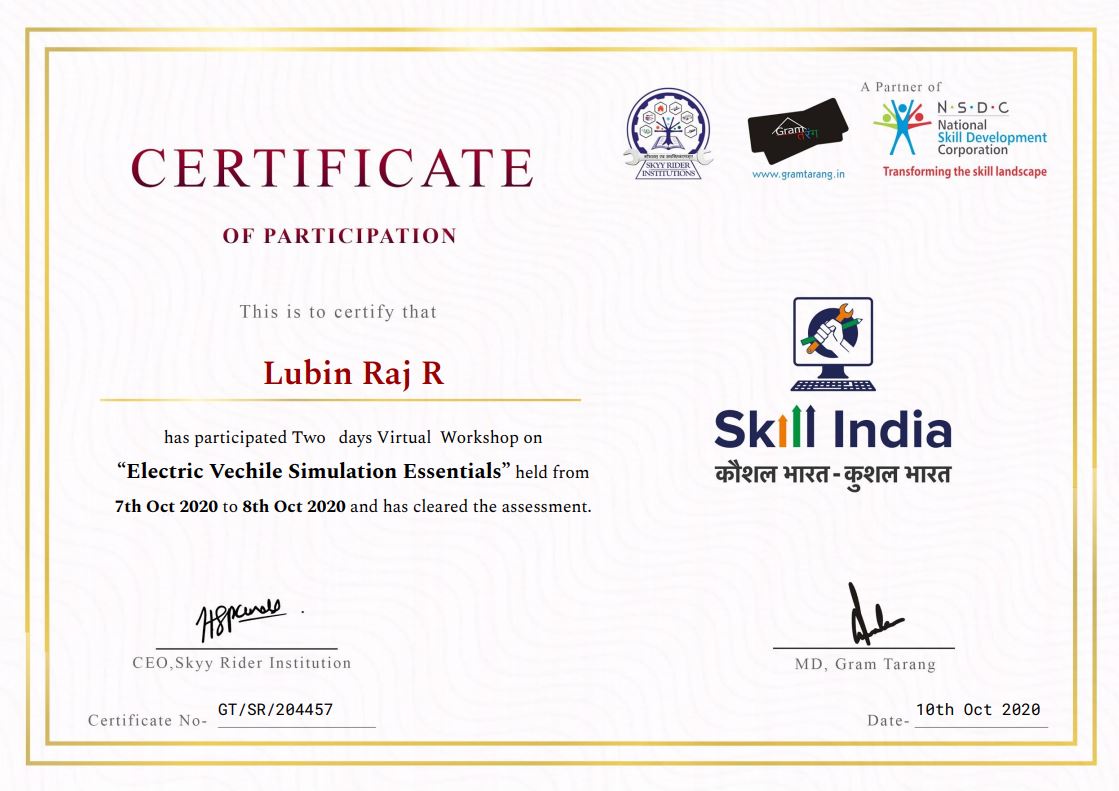 A Partner of
N·S·D·C
National
Skill Development
Corporation
Transforming the skill landscape
Gram
तरंग
www.gramtarang.in
SKYY RIDER
INSTITUTIONS
CERTIFICATE
OF PARTICIPATION
This is to certify that
Lubin Raj R
has participated Two days Virtual Workshop on
“Electric Vechile Simulation Essentials” held from
7th Oct 2020 to 8th Oct 2020 and has cleared the assessment.
Skill India
कौशल भारत-कुशल भारत
CEO,Skyy Rider Institution
MD, Gram Tarang
Certificate No- GT/SR/204457
Date- 10th Oct 2020